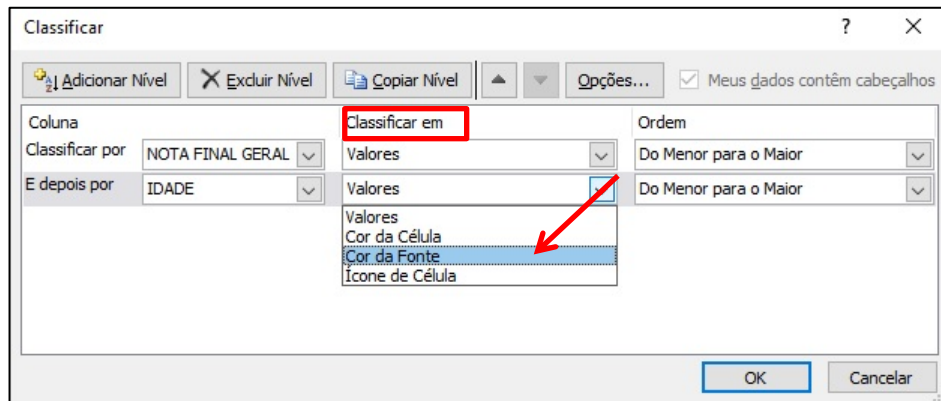 Classificar ?
Adicionar Nível Excluir Nível Copiar Nível Opções... Meus dados contêm cabeçalhos
Coluna Classificar em Ordem
Classificar por NOTA FINAL GERAL Valores Do Menor para o Maior
E depois por IDADE Valores Do Menor para o Maior
Valores
Cor da Célula
Cor da Fonte
Ícone de Célula
OK Cancelar